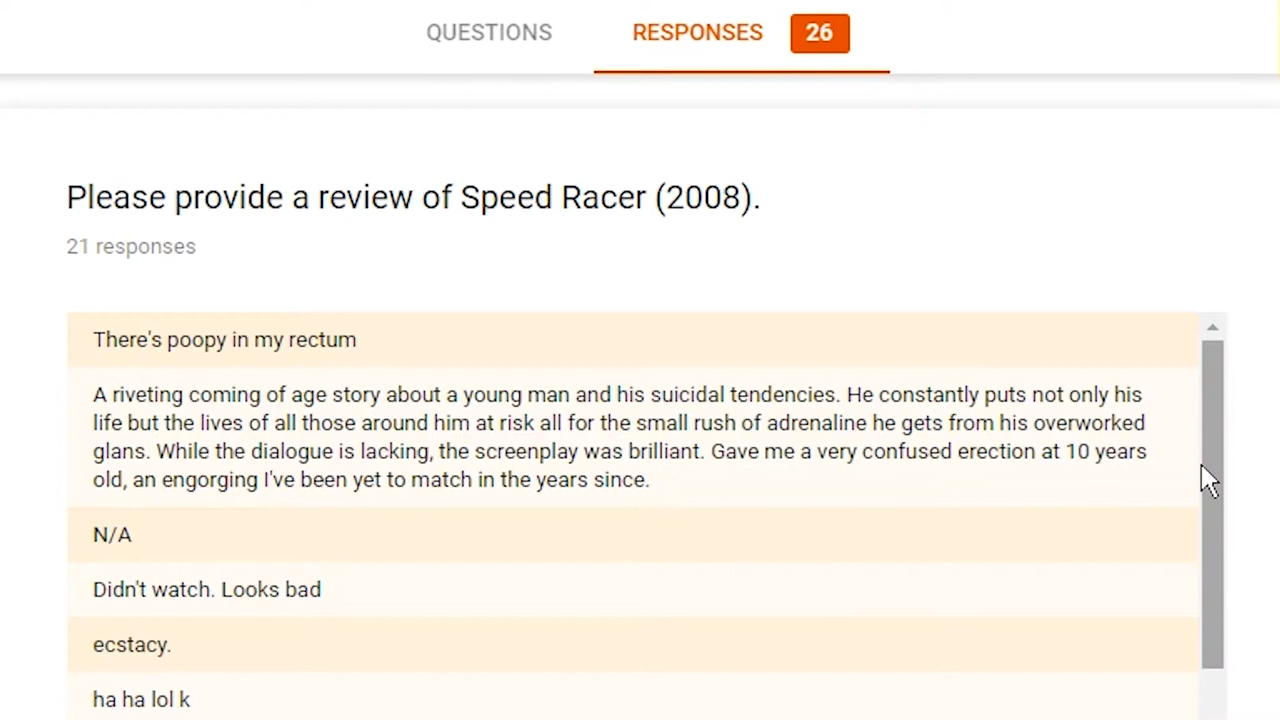 QUESTIONS RESPONSES 26
Please provide a review of Speed Racer (2008).
21 responses
There's poopy in my rectum
A riveting coming of age story about a young man and his suicidal tendencies. He constantly puts not only his
life but the lives of all those around him at risk all for the small rush of adrenaline he gets from his overworked
glans. While the dialogue is lacking, the screenplay was brilliant. Gave me a very confused erection at 10 years
old, an engorging I've been yet to match in the years since.
N/A
Didn't watch. Looks bad
ecstacy.
ha ha lol k